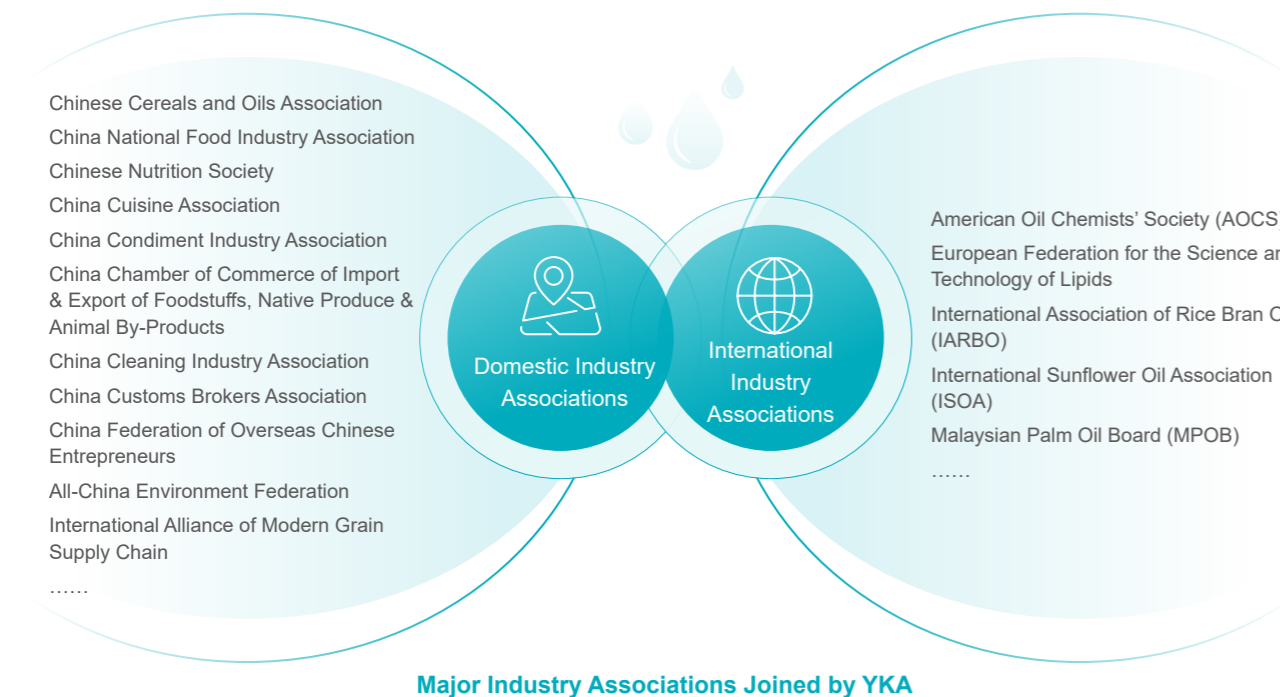 Chinese Cereals and Oils Association
China National Food Industry Association
Chinese Nutrition Society
China Cuisine Association
China Condiment Industry Association
China Chamber of Commerce of Import
& Export of Foodstuffs, Native Produce &
Animal By-Products
China Cleaning Industry Association
China Customs Brokers Association
China Federation of Overseas Chinese
Entrepreneurs
All-China Environment Federation
International Alliance of Modern Grain
Supply Chain
……
Domestic Industry
Associations
International
Industry
Associations
American Oil Chemists’ Society (AOCS)
European Federation for the Science
Technology of Lipids
International Association of Rice Bran
(IARBO)
International Sunflower Oil Association
(ISOA)
Malaysian Palm Oil Board (MPOB)
……
Major Industry Associations Joined by YKA